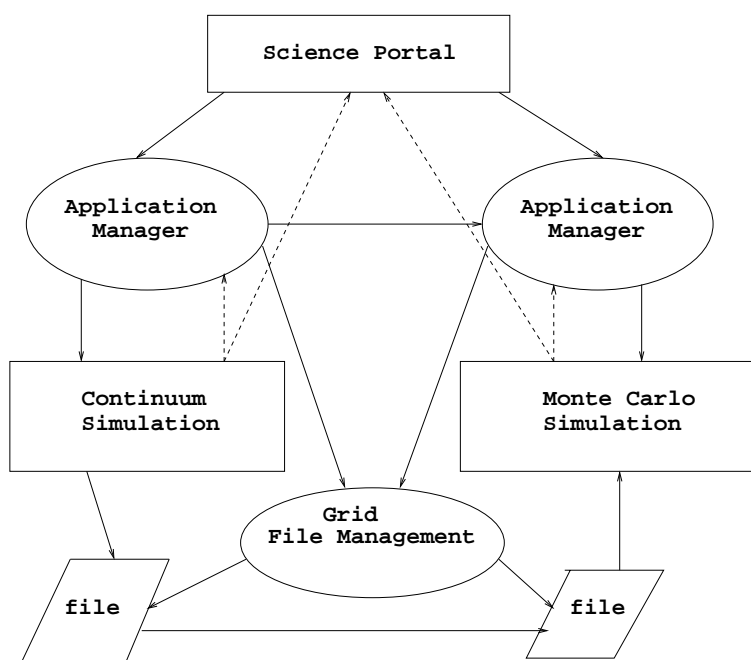 Science Portal
Application
Manager
Application
Manager
Continuum
Simulation
Monte Carlo
Simulation
Grid
File Management
file
file